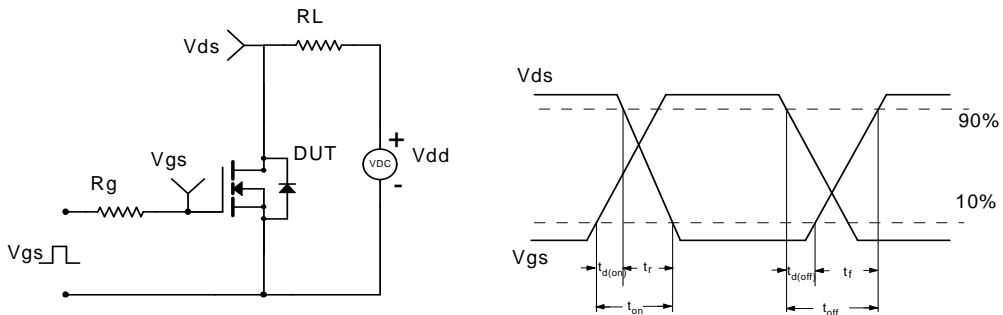 RL
Vds
DUT
Vgs
Rg
VDC
+
-
Vdd
Vgs
Vds
90%
10%
Vgs
td(on)
tr
td(off)
tf
ton
toff